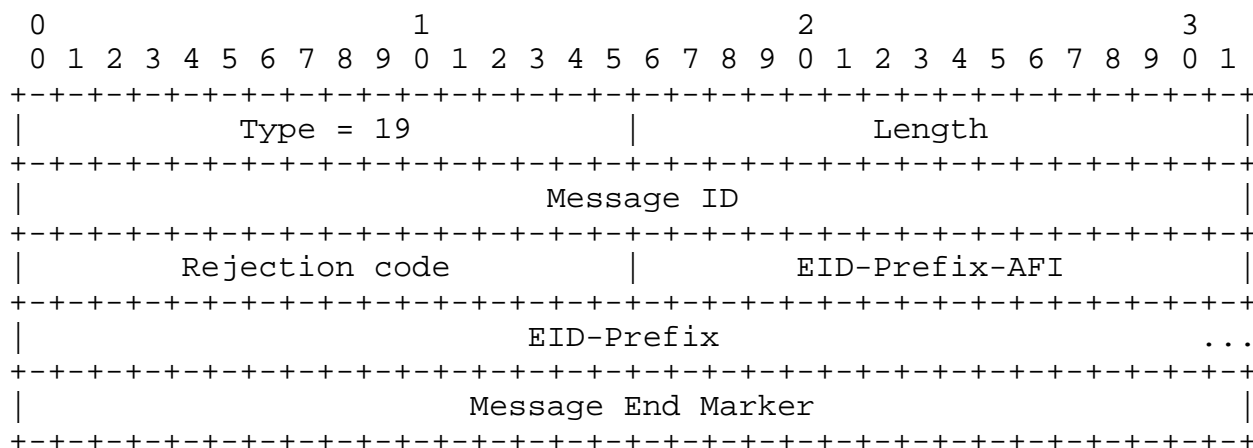 0                   1                   2                   3
 0 1 2 3 4 5 6 7 8 9 0 1 2 3 4 5 6 7 8 9 0 1 2 3 4 5 6 7 8 9 0 1
+-+-+-+-+-+-+-+-+-+-+-+-+-+-+-+-+-+-+-+-+-+-+-+-+-+-+-+-+-+-+-+-+
|           Type = 19           |            Length             |
+-+-+-+-+-+-+-+-+-+-+-+-+-+-+-+-+-+-+-+-+-+-+-+-+-+-+-+-+-+-+-+-+
|                           Message ID                          |
+-+-+-+-+-+-+-+-+-+-+-+-+-+-+-+-+-+-+-+-+-+-+-+-+-+-+-+-+-+-+-+-+
|        Rejection code         |        EID-Prefix-AFI         |
+-+-+-+-+-+-+-+-+-+-+-+-+-+-+-+-+-+-+-+-+-+-+-+-+-+-+-+-+-+-+-+-+
|                          EID-Prefix                         ...
+-+-+-+-+-+-+-+-+-+-+-+-+-+-+-+-+-+-+-+-+-+-+-+-+-+-+-+-+-+-+-+-+
|                       Message End Marker                      |
+-+-+-+-+-+-+-+-+-+-+-+-+-+-+-+-+-+-+-+-+-+-+-+-+-+-+-+-+-+-+-+-+